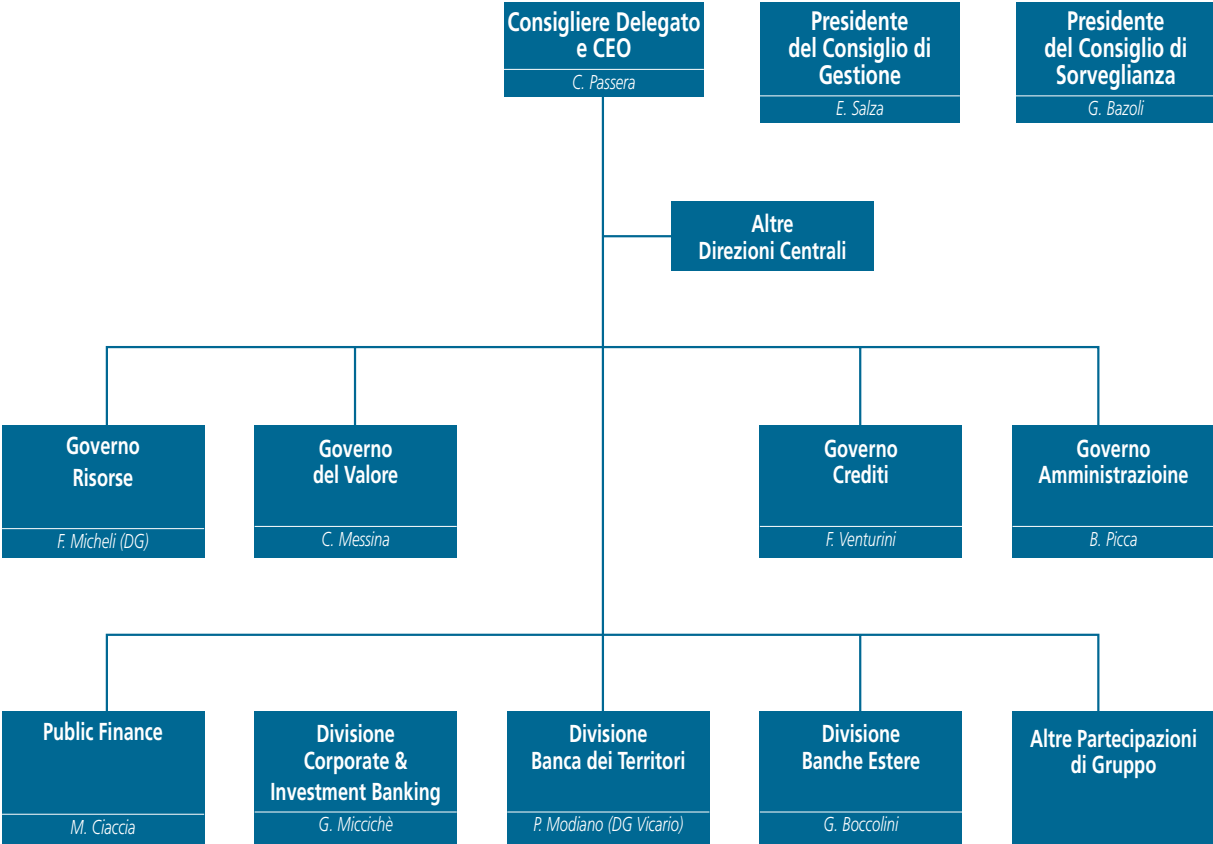 Consigliere Delegato
e CEO
C. Passera
Presidente
del Consiglio di
Gestione
E. Salza
Presidente
del Consiglio di
Sorveglianza
G. Bazoli
Altre
Direzioni Centrali
Governo
Risorse
F. Micheli (DG)
Governo
del Valore
C. Messina
Governo
Crediti
F. Venturini
Governo
Amministrazioine
B. Picca
Public Finance
M. Ciaccia
Divisione
Corporate &
Investment Banking
G. Miccichè
Divisione
Banca dei Territori
P. Modiano (DG Vicario)
Divisione
Banche Estere
G. Boccolini
Altre Partecipazioni
di Gruppo